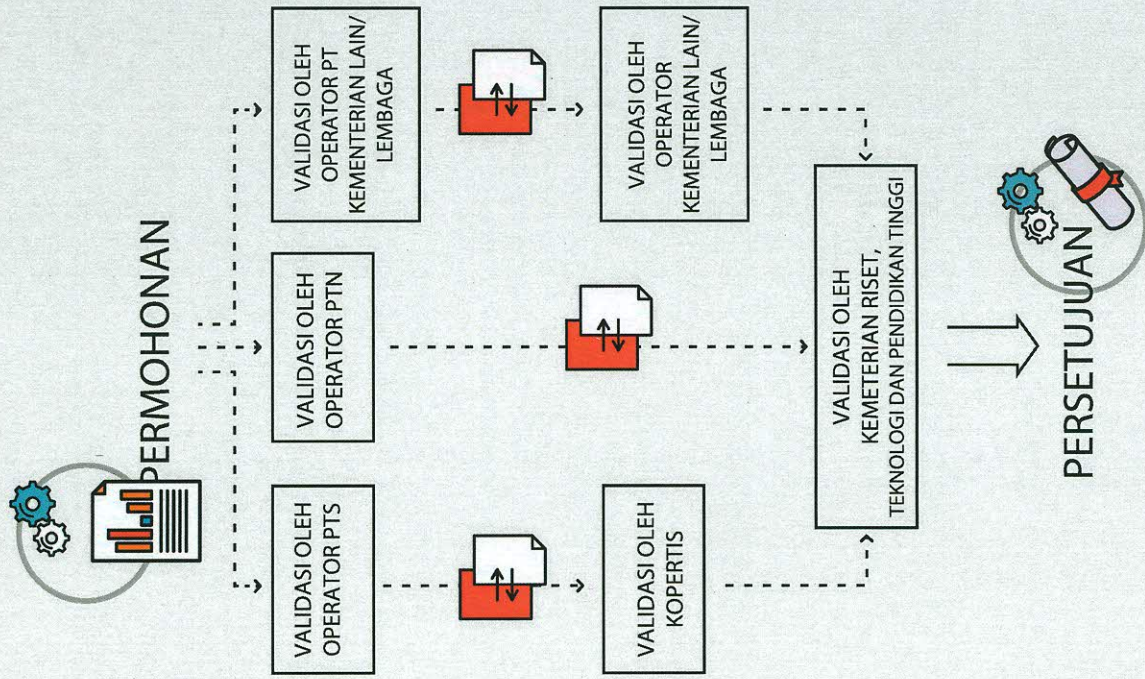 PERMOHONAN
VALIDASI OLEH
OPERATOR PTS
VALIDASI OLEH
OPERATOR PTN
VALIDASI OLEH
OPERATOR PT
KEMENTERIAN LAIN/
LEMBAGA
VALIDASI OLEH
KOPERTIS
VALIDASI OLEH
OPERATOR
KEMENTERIAN LAIN/
LEMBAGA
VALIDASI OLEH
KEMETERIAN RISET,
TEKNOLOGI DAN PENDIDIKAN TINGGI
PERSETUJUAN